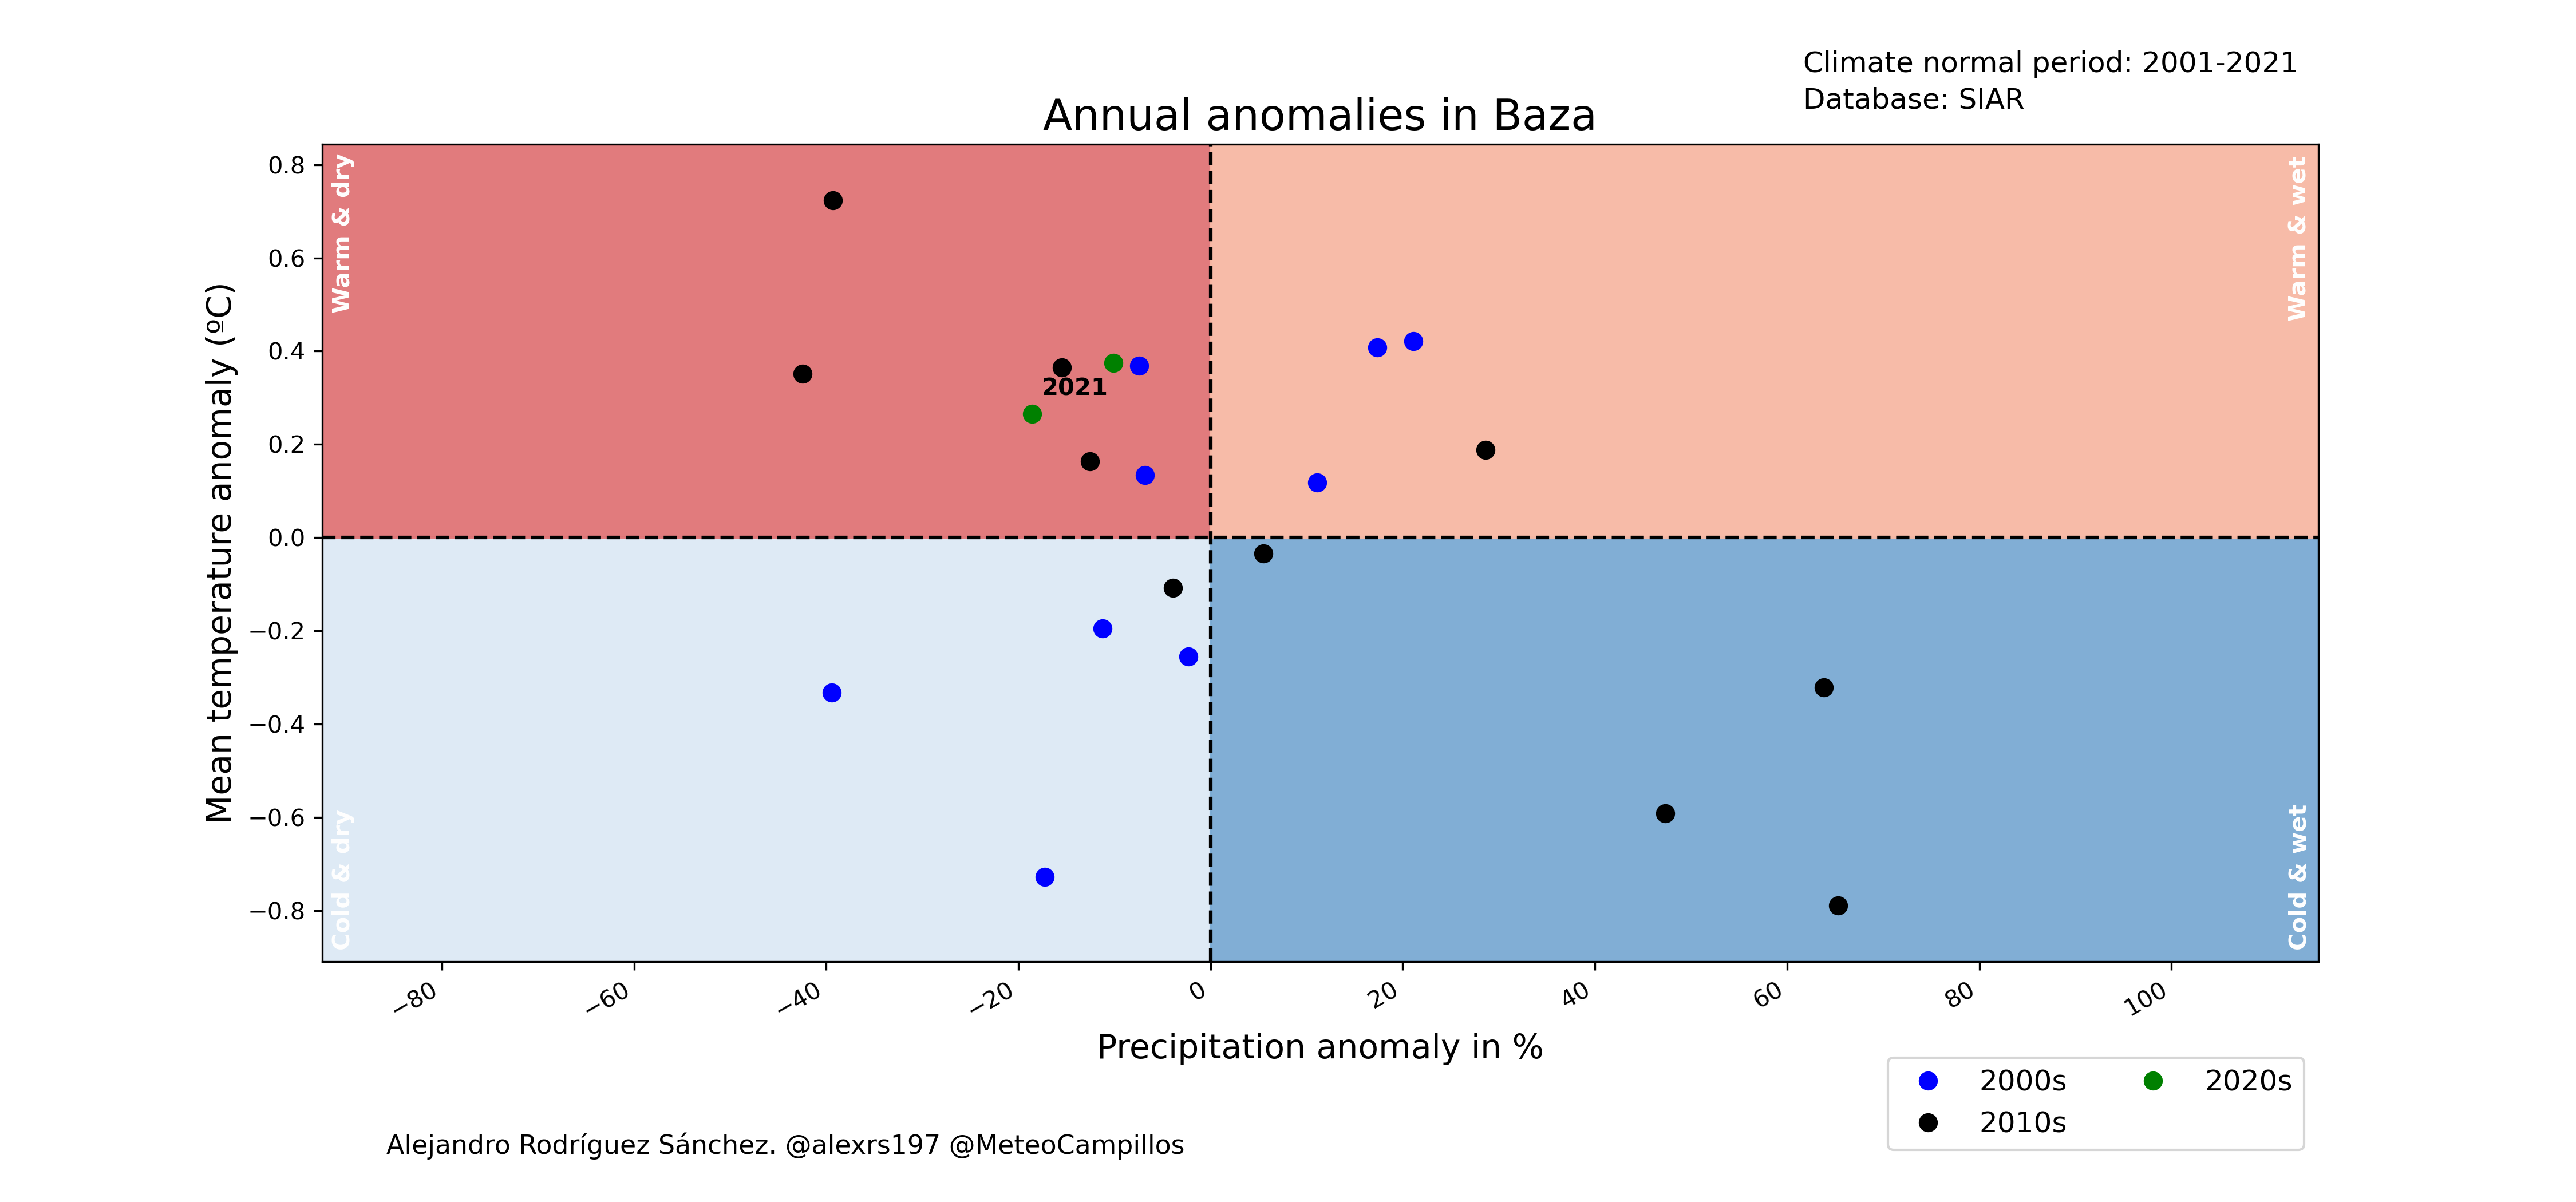 Climate normal period: 2001-2021
Database: SIAR
Annual anomalies in Baza
Warm & dry
Warm & wet
Cold & dry
Cold & wet
2021
Mean temperature anomaly (ºC)
0.8
0.6
0.4
0.2
0.0
−0.2
−0.4
−0.6
−0.8
−80
−60
−40
−20
0
20
40
60
80
100
Precipitation anomaly in %
2000s
2010s
2020s
Alejandro Rodríguez Sánchez. @alexrs197 @MeteoCampillos